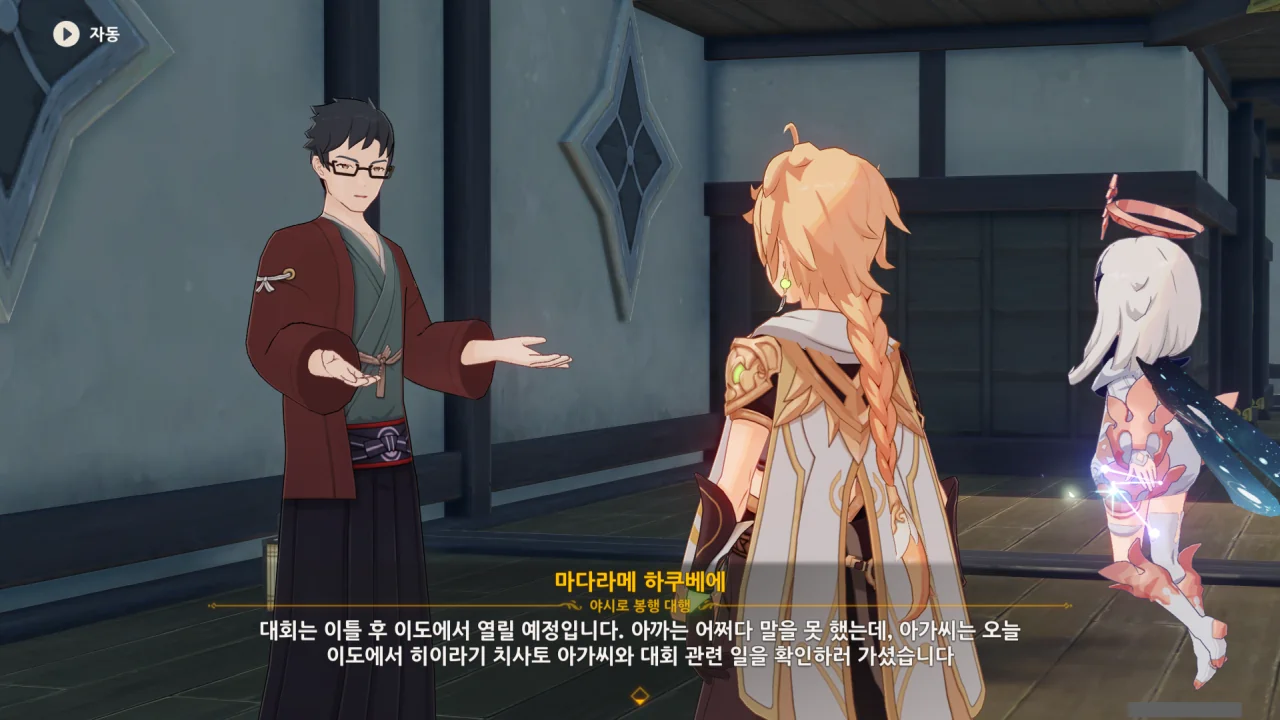 자동
마다라메 하쿠베에
야시로 봉행 대행
대회는 이틀 후 이도에서 열릴 예정입니다. 아까는 어쩌다 말을 못 했는데, 아가씨는 오늘
이도에서 히이라기 치사토 아가씨와 대회 관련 일을 확인하러 가셨습니다